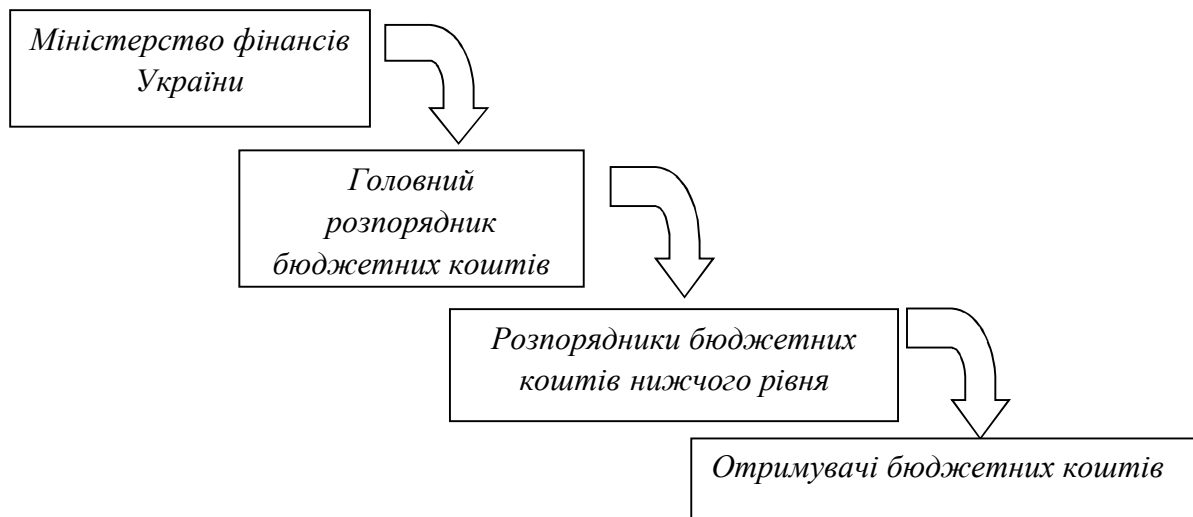 Міністерство фінансів
України
Головний
розпорядник
бюджетних коштів
Розпорядники бюджетних
коштів нижчого рівня
Отримувачі бюджетних коштів